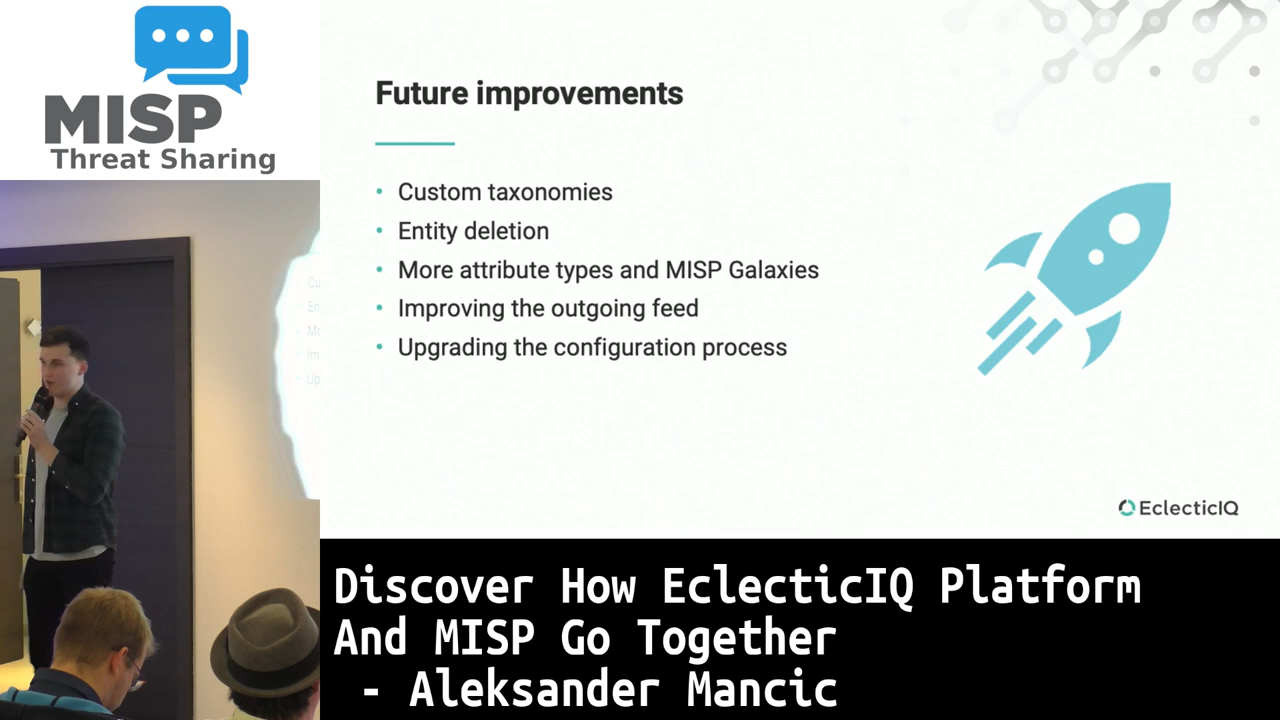 MISP
Threat Sharing
Future improvements
• Custom taxonomies
• Entity deletion
• More attribute types and MISP Galaxies
• Improving the outgoing feed
• Upgrading the configuration process
EclecticIQ
Discover How EclecticIQ Platform
And MISP Go Together
- Aleksander Mancic